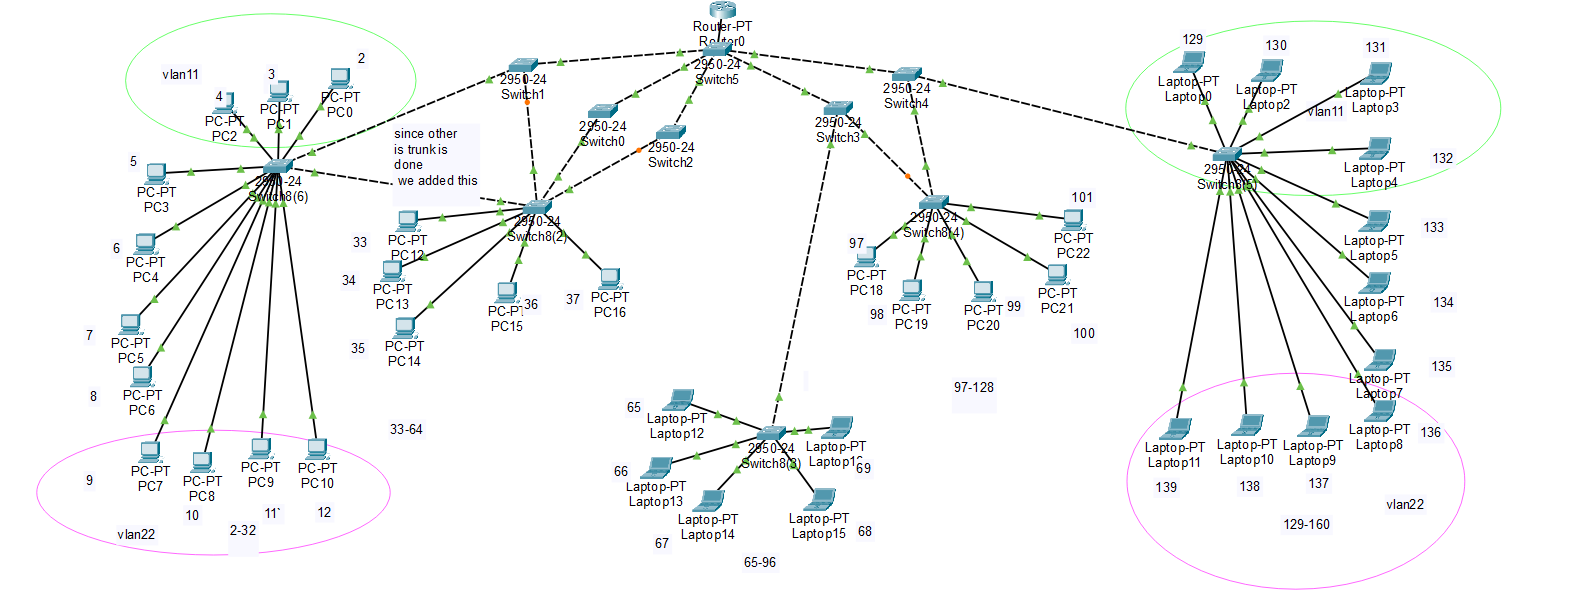 Router-PT
Router0
2950-24
Switch5
2950-24
Switch1
2950-24
Switch0
2950-24
Switch2
2950-24
Switch3
2950-24
Switch4
vlan11
2
3
4
PC-PT
PC0
PC-PT
PC1
PC-PT
PC2
since other
is trunk is
done
we added this
2950-24
Switch8(6)
5
PC-PT
PC3
6
PC-PT
PC4
7
PC-PT
PC5
8
PC-PT
PC6
9
PC-PT
PC7
10
PC-PT
PC8
11`
PC-PT
PC9
12
PC-PT
PC10
vlan22
2-32
2950-24
Switch8(2)
33
PC-PT
PC12
34
PC-PT
PC13
35
PC-PT
PC14
36
PC-PT
PC15
37
PC-PT
PC16
33-64
2950-24
Switch8(3)
65
Laptop-PT
Laptop12
66
Laptop-PT
Laptop13
67
Laptop-PT
Laptop14
68
Laptop-PT
Laptop15
69
Laptop-PT
65-96
2950-24
Switch8(4)
97
PC-PT
PC18
98
PC-PT
PC19
99
PC-PT
PC20
100
PC-PT
PC21
101
PC-PT
PC22
97-128
2950-24
Switch8(5)
129
Laptop-PT
Laptop0
130
Laptop-PT
Laptop2
131
Laptop-PT
Laptop3
vlan11
132
Laptop-PT
Laptop4
133
Laptop-PT
Laptop5
134
Laptop-PT
Laptop6
135
Laptop-PT
Laptop7
136
Laptop-PT
Laptop8
137
Laptop-PT
Laptop9
138
Laptop-PT
Laptop10
139
Laptop-PT
Laptop11
vlan22
129-160